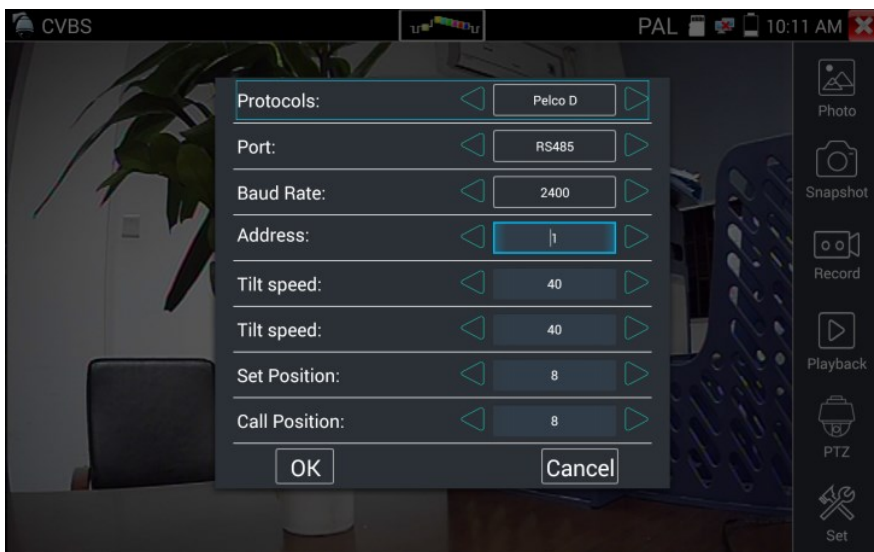 CVBS
PAL 10:11 AM
Protocols: Pelco D
Port: RS485
Baud Rate: 2400
Address: 1
Tilt speed: 40
Tilt speed: 40
Set Position: 8
Call Position: 8
OK Cancel
Photo
Snapshot
Record
Playback
PTZ
Set